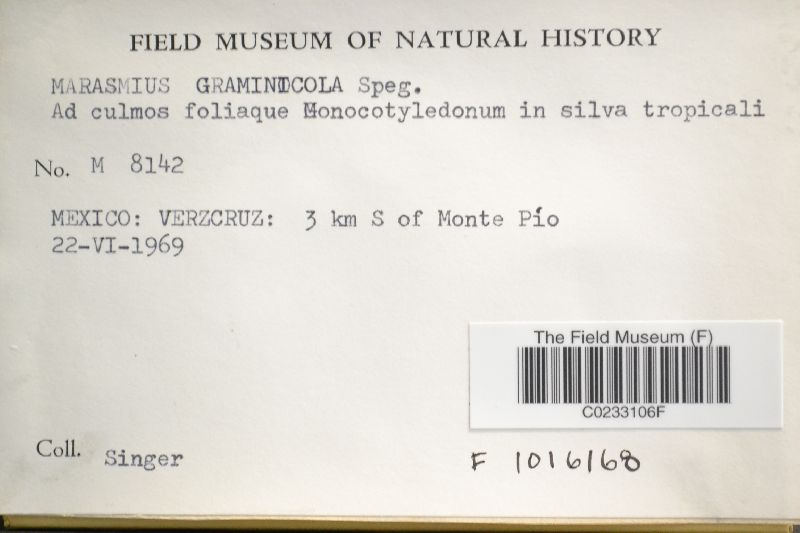 FIELD MUSEUM OF NATURAL HISTORY
MARASMIUS GRAMINICOLA Speg.
Ad culmos foliaque Monocotyledonum in silva tropicali
No. M 8142
MEXICO: VERZCRUZ: 3 km S of Monte Pío
22-VI-1969
The Field Museum (F)
C0233106F
Coll. Singer
F 1016168